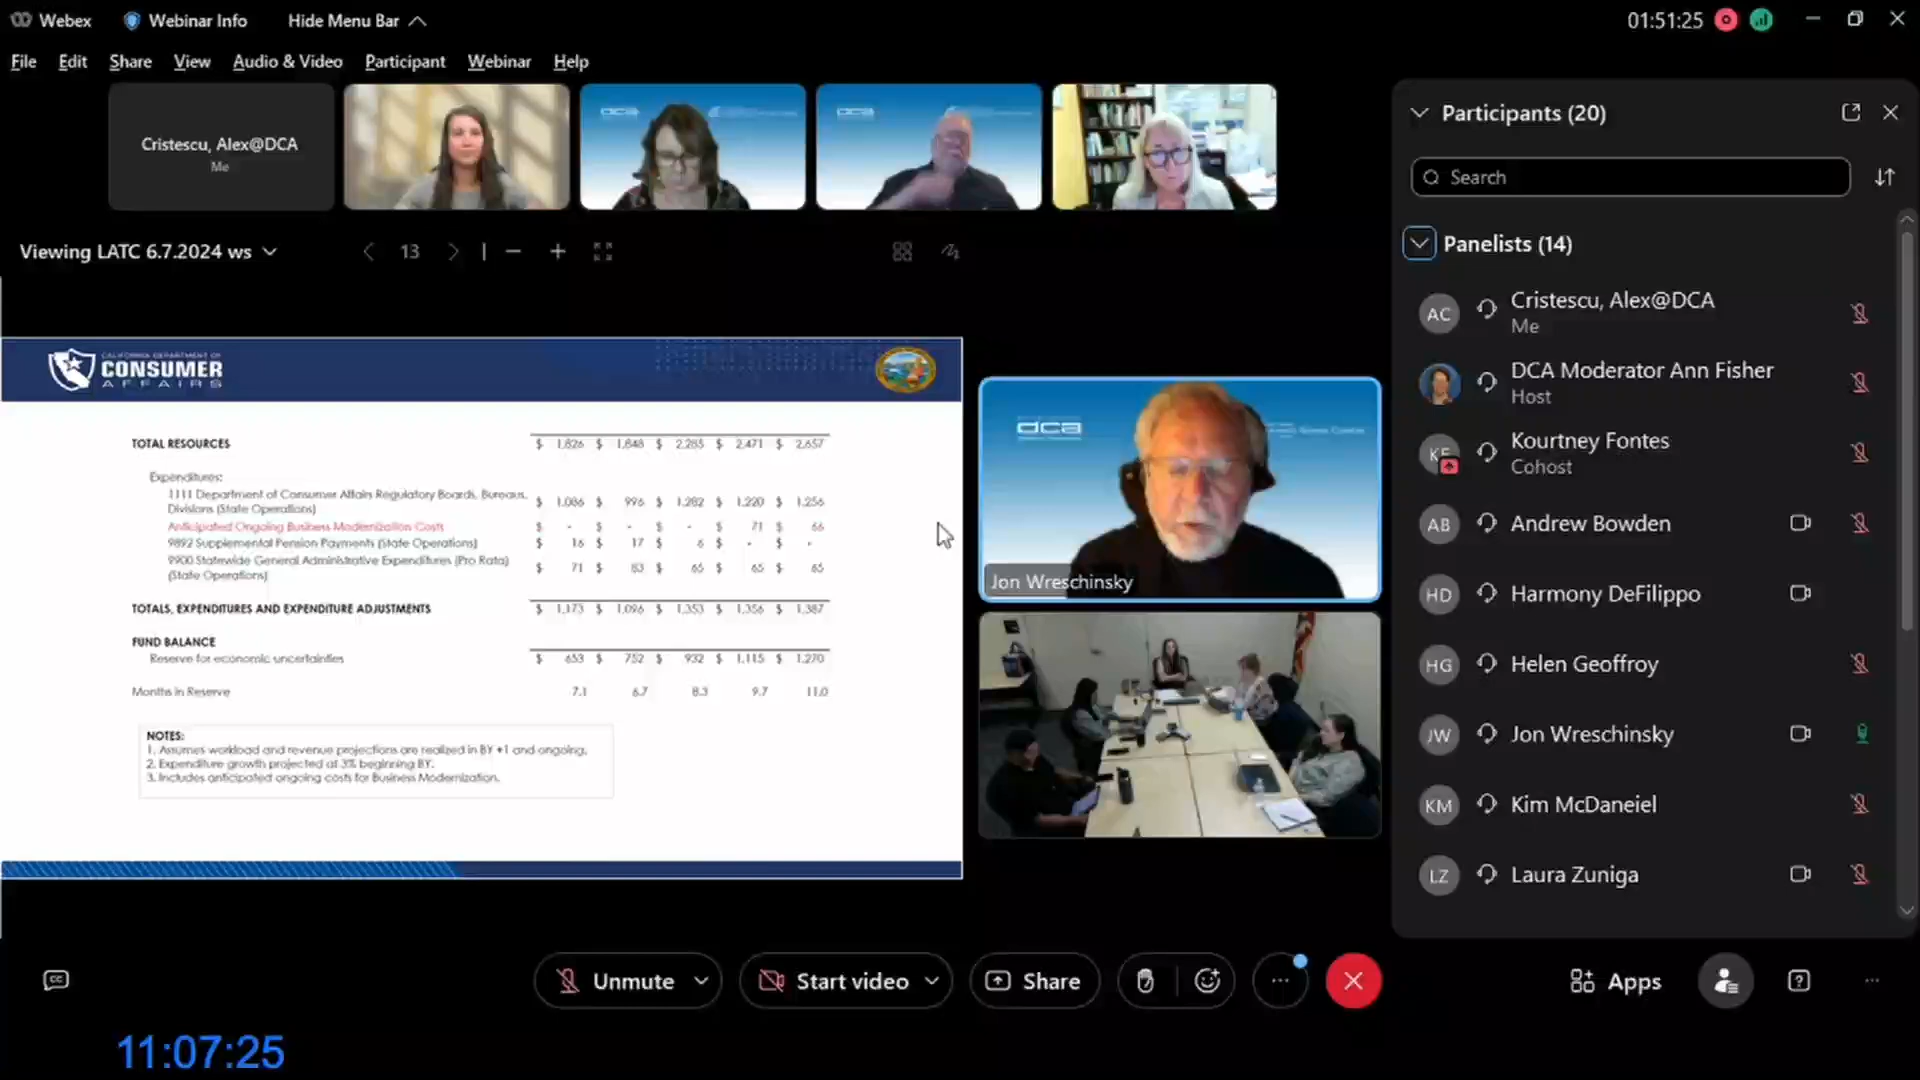 Webex
Webinar Info
Hide Menu Bar
01:51:25
File Edit Share View Audio & Video Participant Webinar Help
Cristescu, Alex@DCA
Me
dca
dca
Viewing LATC 6.7.2024 ws
13
CALIFORNIA DEPARTMENT OF
CONSUMER
AFFAIRS
TOTAL RESOURCES $ 1,826 $ 1,848 $ 2,285 $ 2,471 $ 2,657
Expenditures:
1111 Department of Consumer Affairs Regulatory Boards, Bureaus,
Divisions (State Operations) $ 1,086 $ 996 $ 1,282 $ 1,220 $ 1,256
Anticipated Ongoing Business Modernization Costs $ - $ - $ - $ 71 $ 66
9892 Supplemental Pension Payments (State Operations) $ 16 $ 17 $ 6 $ - $ -
9900 Statewide General Administrative Expenditures (Pro Rata)
(State Operations) $ 71 $ 83 $ 65 $ 65 $ 65
TOTALS, EXPENDITURES AND EXPENDITURE ADJUSTMENTS $ 1,173 $ 1,096 $ 1,353 $ 1,356 $ 1,387
FUND BALANCE
Reserve for economic uncertainties $ 653 $ 752 $ 932 $ 1,115 $ 1,270
Months in Reserve 7.1 6.7 8.3 9.7 11.0
NOTES:
1. Assumes workload and revenue projections are realized in BY +1 and ongoing.
2. Expenditure growth projected at 3% beginning BY.
3. Includes anticipated ongoing costs for Business Modernization.
dca
Jon Wreschinsky
Participants (20)
Search
Panelists (14)
AC Cristescu, Alex@DCA
Me
DCA Moderator Ann Fisher
Host
KF Kourtney Fontes
Cohost
AB Andrew Bowden
HD Harmony DeFilippo
HG Helen Geoffroy
JW Jon Wreschinsky
KM Kim McDaneiel
LZ Laura Zuniga
CC
Unmute
Start video
Share
Apps
11:07:25